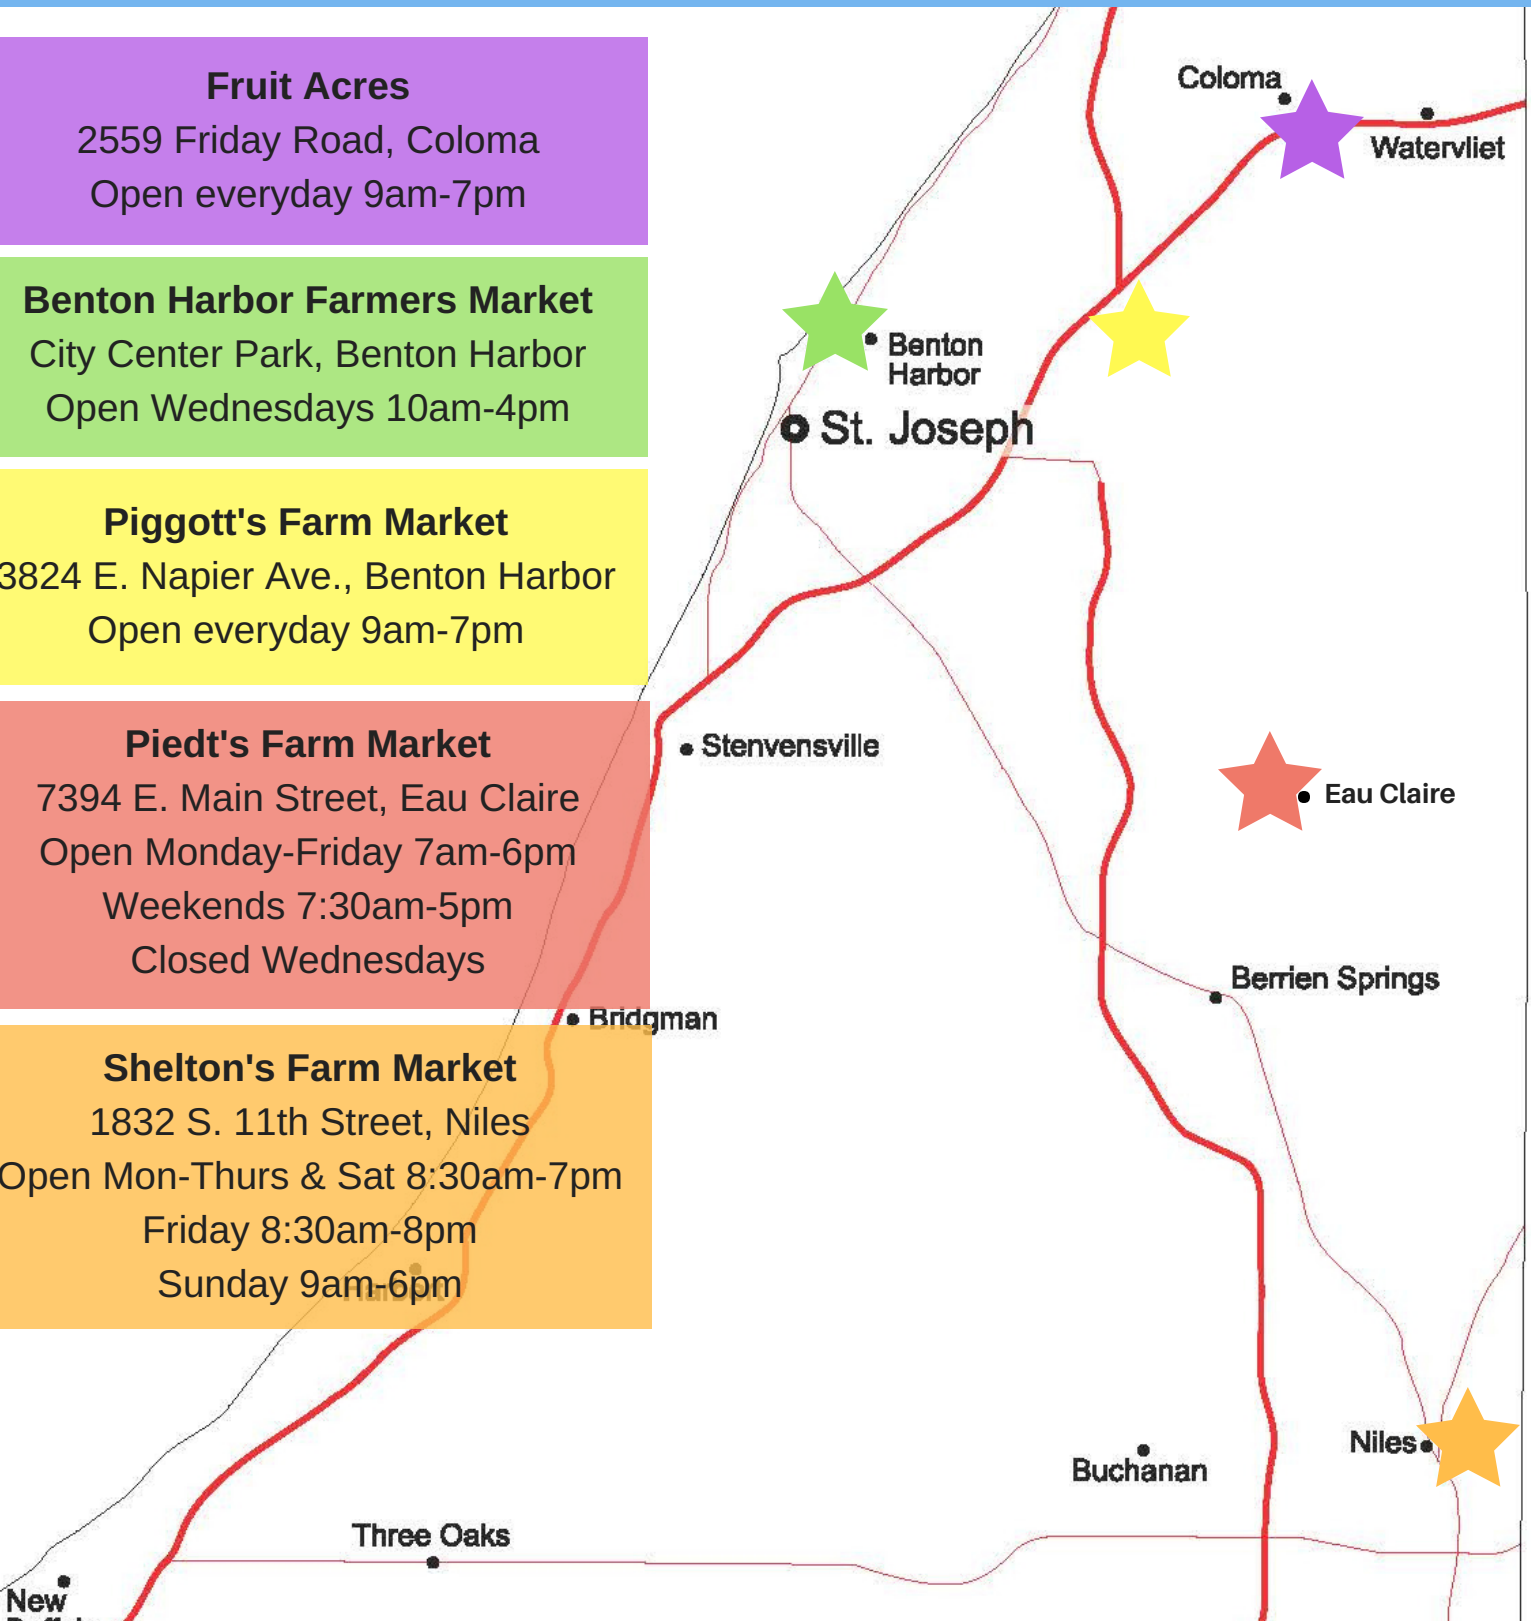 Fruit Acres
2559 Friday Road, Coloma
Open everyday 9am-7pm
Benton Harbor Farmers Market
City Center Park, Benton Harbor
Open Wednesdays 10am-4pm
Piggott's Farm Market
3824 E. Napier Ave., Benton Harbor
Open everyday 9am-7pm
Piedt's Farm Market
7394 E. Main Street, Eau Claire
Open Monday-Friday 7am-6pm
Weekends 7:30am-5pm
Closed Wednesdays
Shelton's Farm Market
1832 S. 11th Street, Niles
Open Mon-Thurs & Sat 8:30am-7pm
Friday 8:30am-8pm
Sunday 9am-6pm
Coloma
Watervliet
Benton
Harbor
St. Joseph
Stenvensville
Eau Claire
Berrien Springs
Bridgman
Niles
Buchanan
Three Oaks
New